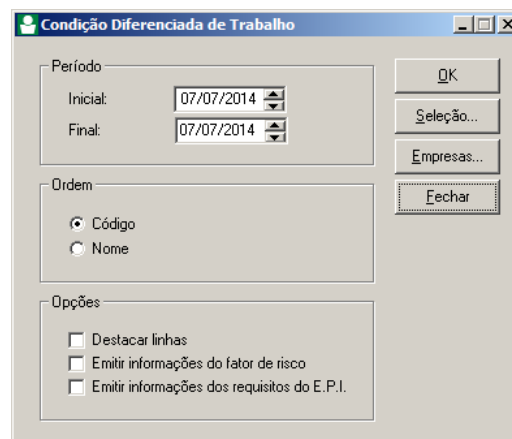 Condição Diferenciada de Trabalho
Período
Inicial: 07/07/2014
Final: 07/07/2014
OK
Seleção...
Empresas...
Fechar
Ordem
Código
Nome
Opções
Destacar linhas
Emitir informações do fator de risco
Emitir informações dos requisitos do E.P.I.